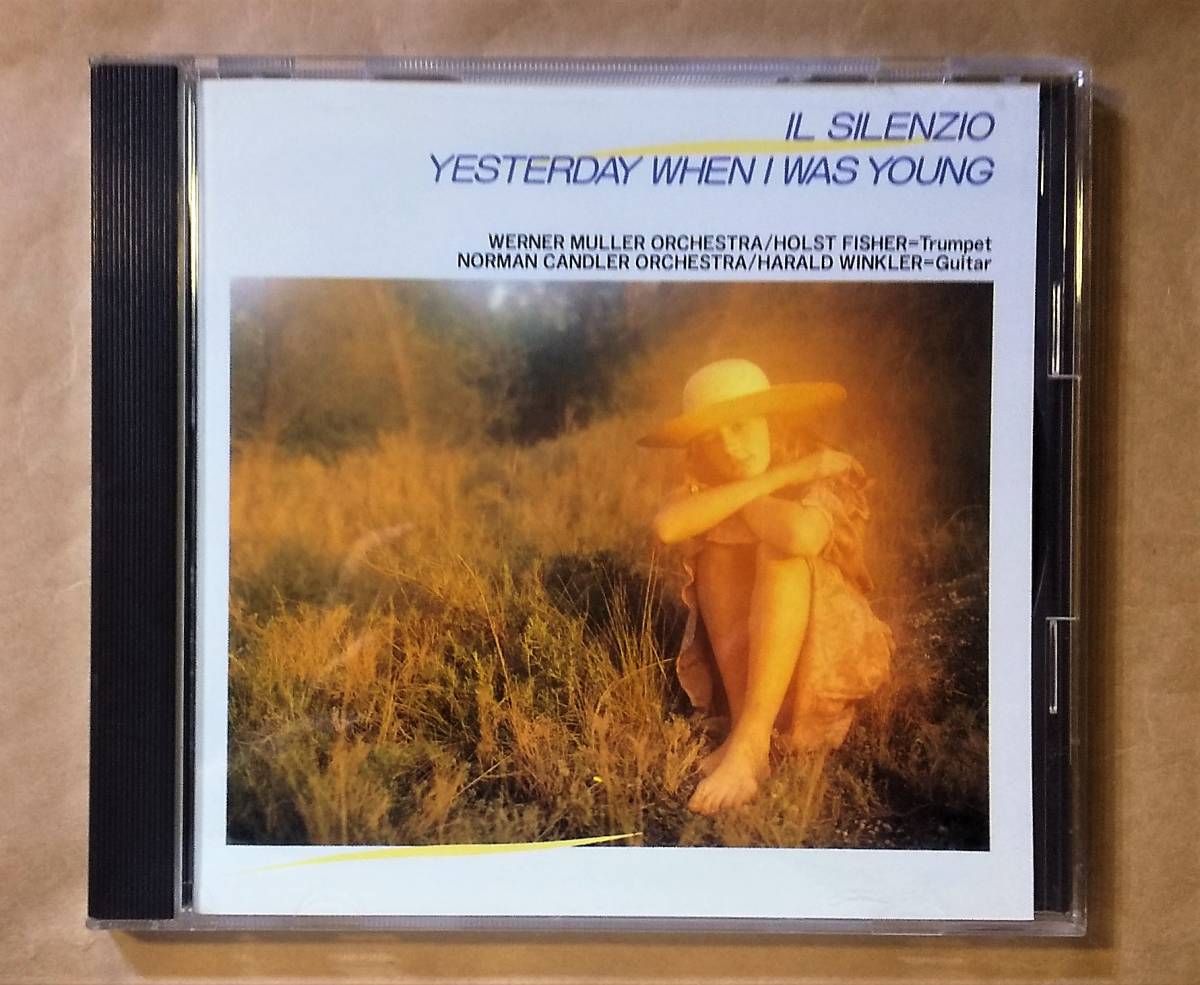 IL SILENZIO
YESTERDAY WHEN I WAS YOUNG
WERNER MULLER ORCHESTRA/HOLST FISHER=Trumpet
NORMAN CANDLER ORCHESTRA/HARALD WINKLER=Guitar